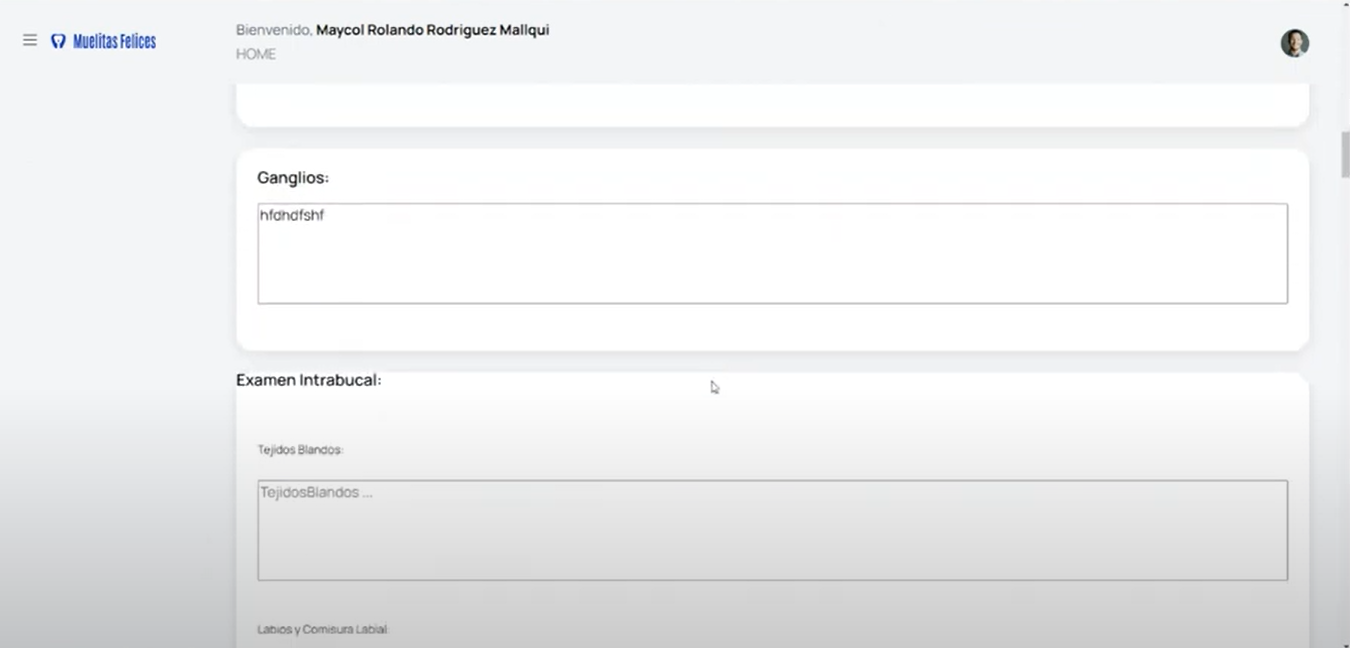 Muelitas Felices
Bienvenido, Maycol Rolando Rodriguez Mallqui
HOME
Ganglios:
hfdhdfshf
Examen Intrabucal:
Tejidos Blandos:
TejidosBlandos ...
Labios y Comisura Labial: